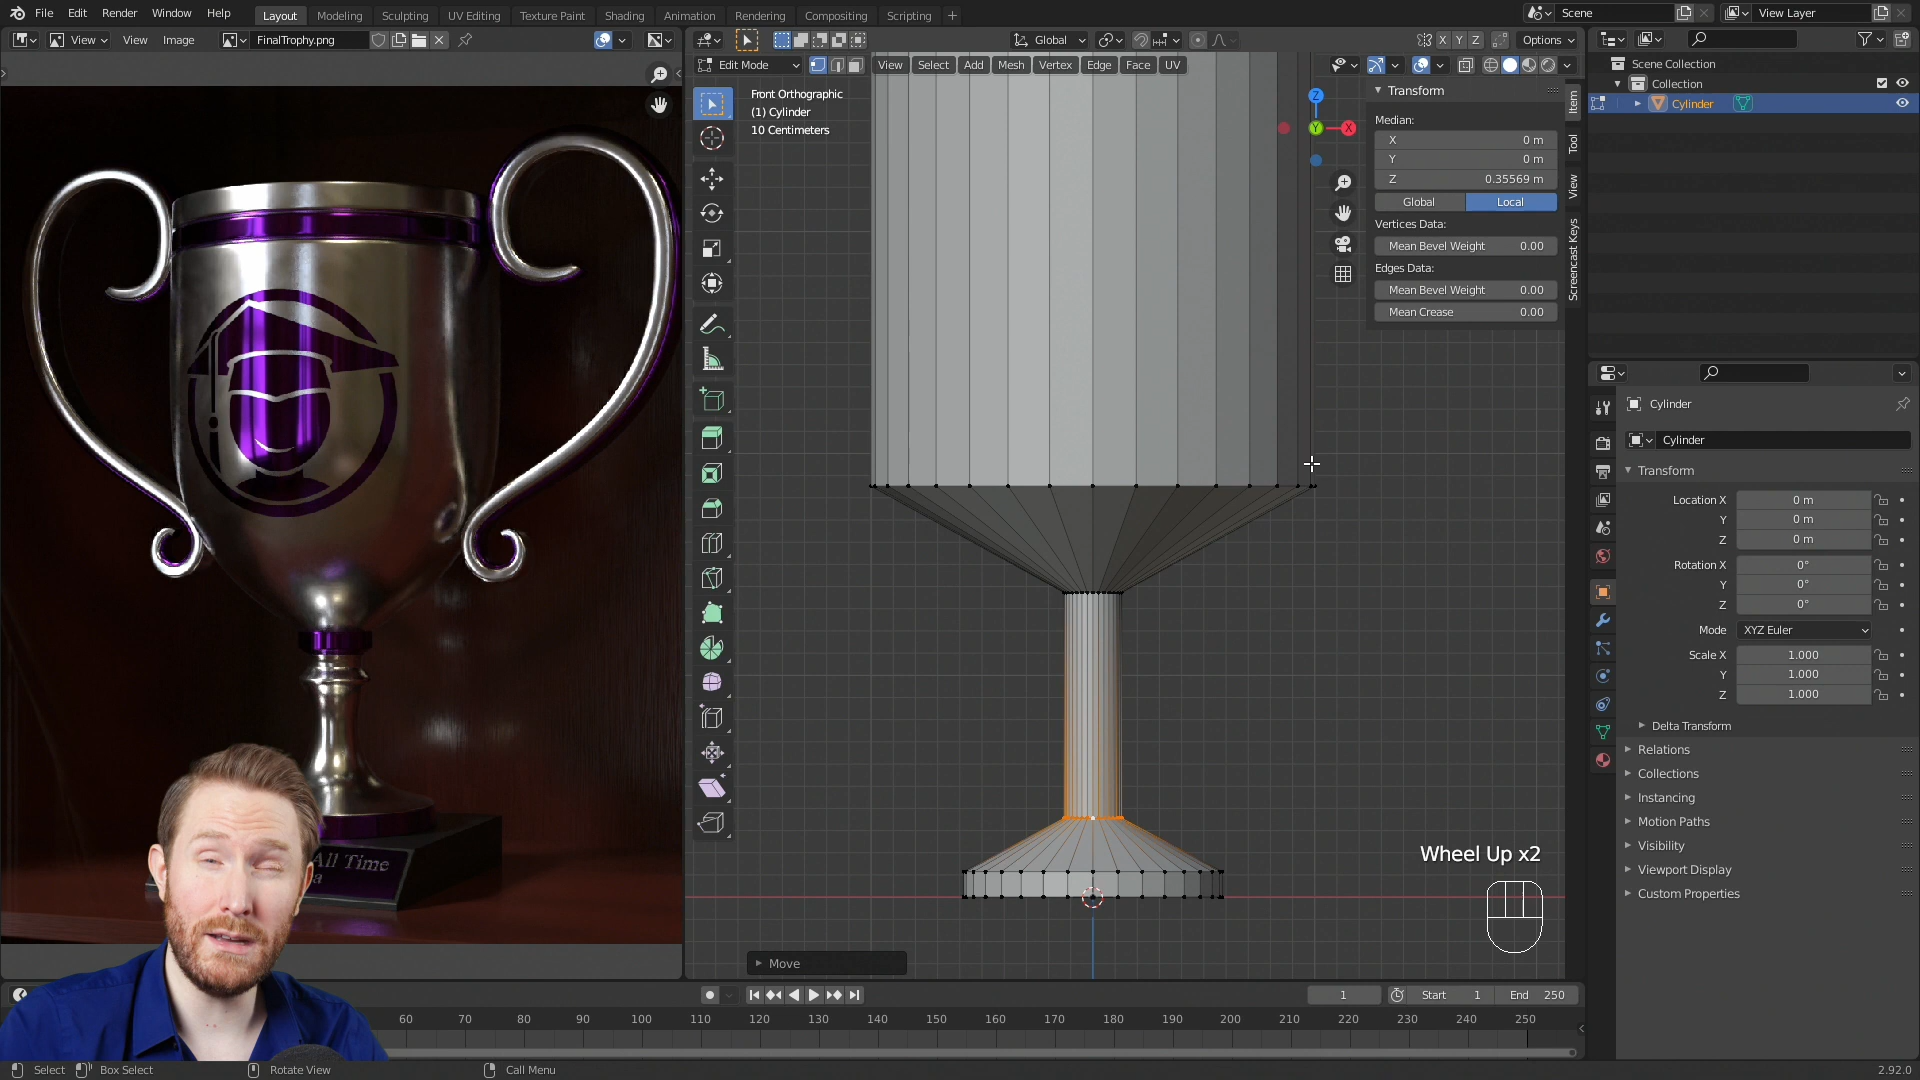 File Edit Render Window Help
Layout Modeling Sculpting UV Editing Texture Paint Shading Animation Rendering Compositing Scripting +
Scene View Layer
View View Image FinalTrophy.png
Global Options
X Y Z
Edit Mode View Select Add Mesh Vertex Edge Face UV
Front Orthographic
(1) Cylinder
10 Centimeters
Z
Y X
Transform
Median:
X 0 m
Y 0 m
Z 0.35569 m
Global Local
Vertices Data:
Mean Bevel Weight 0.00
Edges Data:
Mean Bevel Weight 0.00
Mean Crease 0.00
Item
Tool
View
Screencast Keys
Scene Collection
Collection
Cylinder
Cylinder
Cylinder
Transform
Location X 0 m
Y 0 m
Z 0 m
Rotation X 0°
Y 0°
Z 0°
Mode XYZ Euler
Scale X 1.000
Y 1.000
Z 1.000
Delta Transform
Relations
Collections
Instancing
Motion Paths
Visibility
Viewport Display
Custom Properties
All Time
a
Wheel Up x2
Move
1 Start 1 End 250
60 70 80 90 100 110 120 130 140 150 160 170 180 190 200 210 220 230 240 250
Select Box Select Rotate View Call Menu 2.92.0